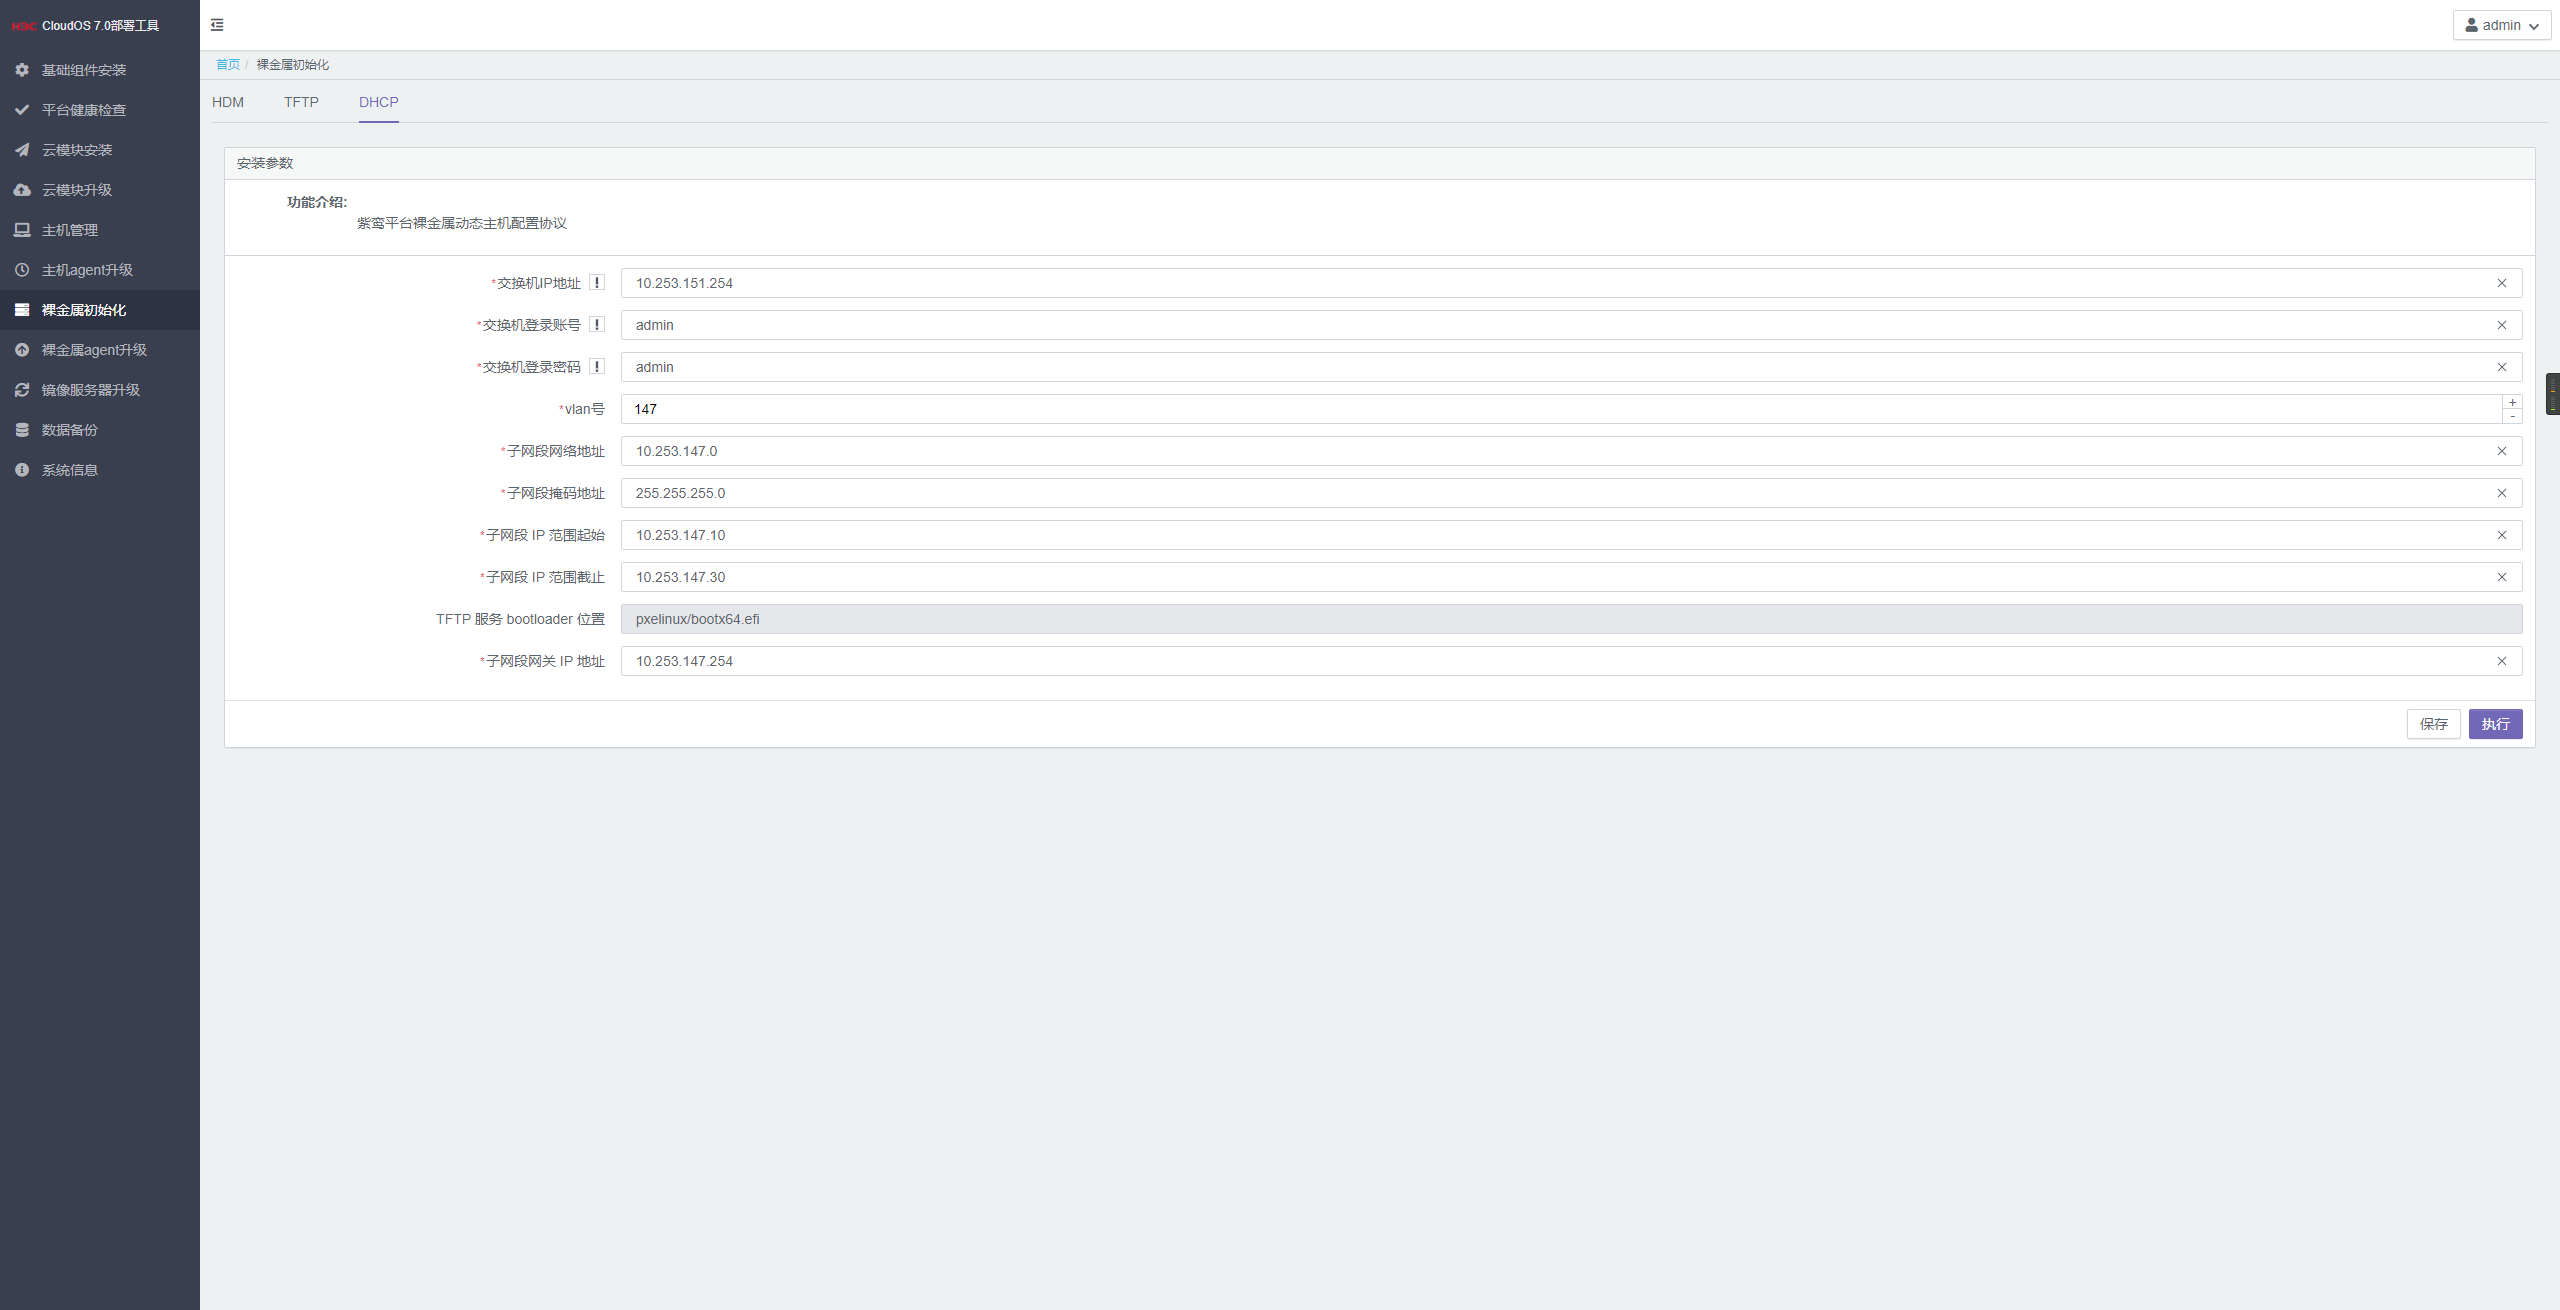 H3C CloudOS 7.0部署工具
admin
基础组件安装
平台健康检查
云模块安装
云模块升级
主机管理
主机agent升级
裸金属初始化
裸金属agent升级
镜像服务器升级
数据备份
系统信息
首页 / 裸金属初始化
HDM TFTP DHCP
安装参数
功能介绍:
紫鸾平台裸金属动态主机配置协议
*交换机IP地址 ! 10.253.151.254
*交换机登录账号 ! admin
*交换机登录密码 ! admin
*vlan号 147 + -
*子网段网络地址 10.253.147.0
*子网段掩码地址 255.255.255.0
*子网段 IP 范围起始 10.253.147.10
*子网段 IP 范围截止 10.253.147.30
TFTP 服务 bootloader 位置 pxelinux/bootx64.efi
*子网段网关 IP 地址 10.253.147.254
保存 执行